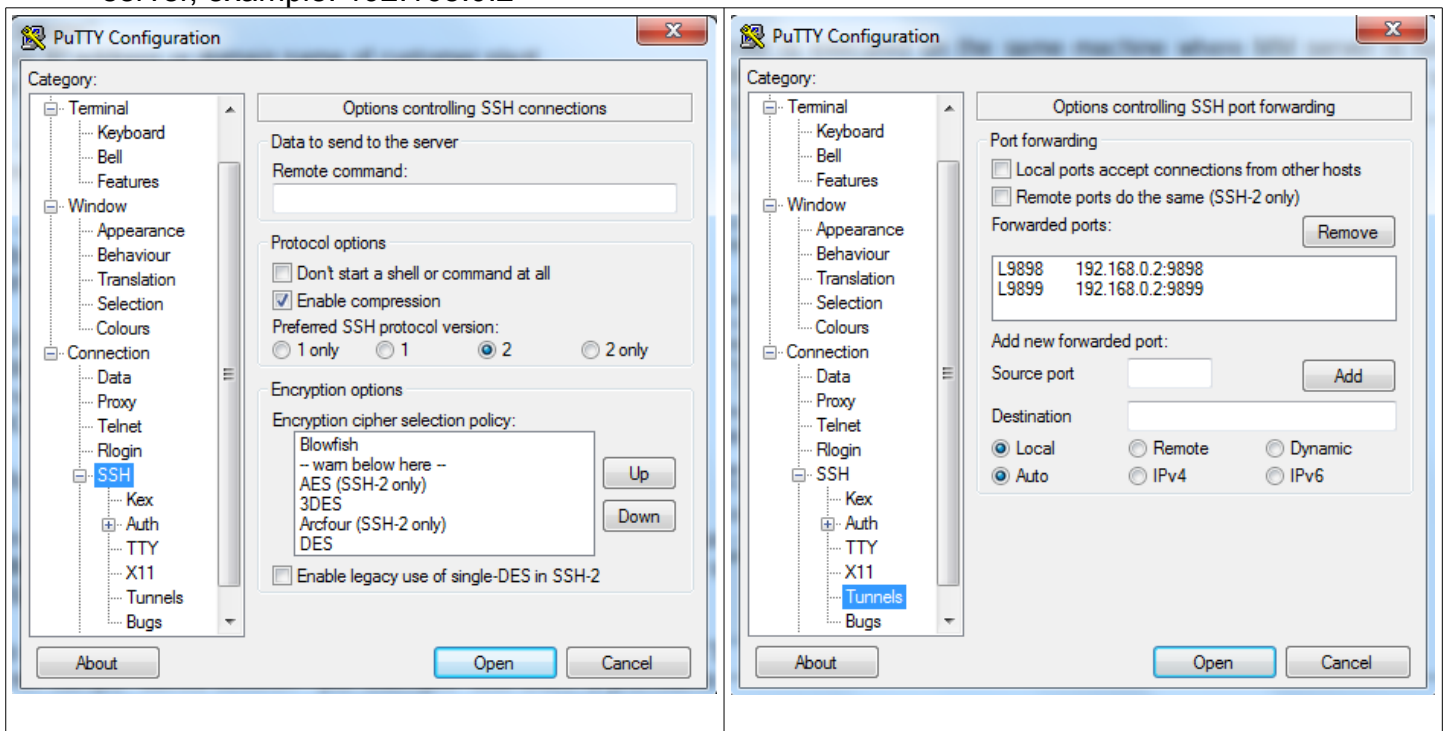 server, example: 192.168.0.2
PuTTY Configuration
Category:
Terminal
Keyboard
Bell
Features
Window
Appearance
Behaviour
Translation
Selection
Colours
Connection
Data
Proxy
Telnet
Rlogin
SSH
Kex
Auth
TTY
X11
Tunnels
Bugs
Options controlling SSH connections
Data to send to the server
Remote command:
Protocol options
Don't start a shell or command at all
Enable compression
Preferred SSH protocol version:
1 only 1 2 2 only
Encryption options
Encryption cipher selection policy:
Blowfish
-- warn below here --
AES (SSH-2 only)
3DES
Arcfour (SSH-2 only)
DES
Up
Down
Enable legacy use of single-DES in SSH-2
About Open Cancel
PuTTY Configuration
Category:
Terminal
Keyboard
Bell
Features
Window
Appearance
Behaviour
Translation
Selection
Colours
Connection
Data
Proxy
Telnet
Rlogin
SSH
Kex
Auth
TTY
X11
Tunnels
Bugs
Options controlling SSH port forwarding
Port forwarding
Local ports accept connections from other hosts
Remote ports do the same (SSH-2 only)
Forwarded ports: Remove
L9898 192.168.0.2:9898
L9899 192.168.0.2:9899
Add new forwarded port:
Source port Add
Destination
Local Remote Dynamic
Auto IPv4 IPv6
About Open Cancel